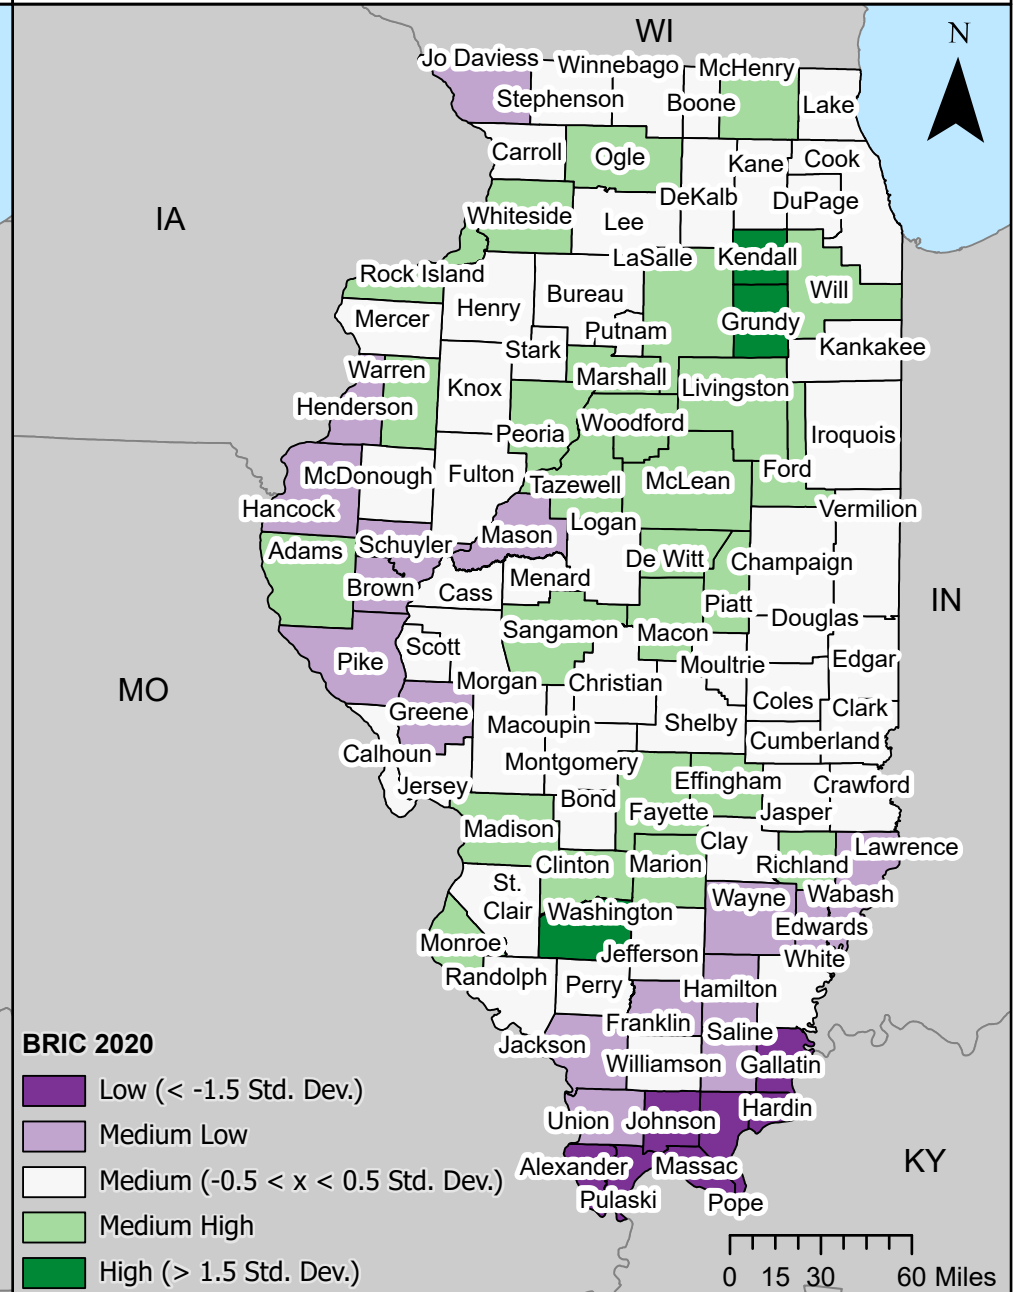 WI
N
Jo Daviess
Winnebago
McHenry
Stephenson
Boone
Lake
Carroll
Ogle
Kane
Cook
DeKalb
DuPage
IA
Whiteside
Lee
LaSalle
Kendall
Rock Island
Bureau
Will
Henry
Mercer
Putnam
Grundy
Stark
Kankakee
Warren
Marshall
Knox
Livingston
Henderson
Woodford
Peoria
Iroquois
McDonough
Fulton
Ford
Tazewell
McLean
Hancock
Vermilion
Logan
Mason
Adams
Schuyler
De Witt
Champaign
Menard
Brown
Cass
IN
Piatt
Douglas
Sangamon
Macon
Scott
Pike
Moultrie
Edgar
MO
Morgan
Christian
Coles
Clark
Greene
Macoupin
Shelby
Cumberland
Calhoun
Montgomery
Jersey
Effingham
Crawford
Bond
Fayette
Jasper
Madison
Clay
Lawrence
Clinton
Marion
Richland
St.
Clair
Wayne
Wabash
Washington
Edwards
Monroe
Jefferson
White
Randolph
Perry
Hamilton
Franklin
Saline
Jackson
Williamson
Gallatin
Hardin
Union
Johnson
Alexander
Massac
KY
Pulaski
Pope
BRIC 2020
Low (< -1.5 Std. Dev.)
Medium Low
Medium (-0.5 < x < 0.5 Std. Dev.)
Medium High
High (> 1.5 Std. Dev.)
0 15 30 60 Miles